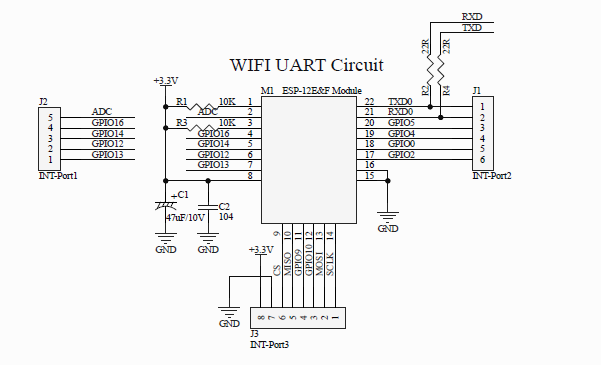 RXD
TXD
WIFI UART Circuit
22R 22R
R2 R4
+3.3V
M1 ESP-12E&F Module
J2
J1
R1 10K 1
22 TXD0 1
ADC 2
21 RXD0 2
5 ADC
R3 10K 3
20 GPIO5 3
4 GPIO16
GPIO16 4
19 GPIO4 4
3 GPIO14
GPIO14 5
18 GPIO0 5
2 GPIO12
GPIO12 6
17 GPIO2 6
1 GPIO13
GPIO13 7
16
INT-Port1
8
15
INT-Port2
+ C1
47uF/10V
C2
104
GND
GND
GND
9 10 11 12 13 14
CS MISO GPIO9 GPIO10 MOSI SCLK
+3.3V
GND
8 7 6 5 4 3 2 1
J3
INT-Port3